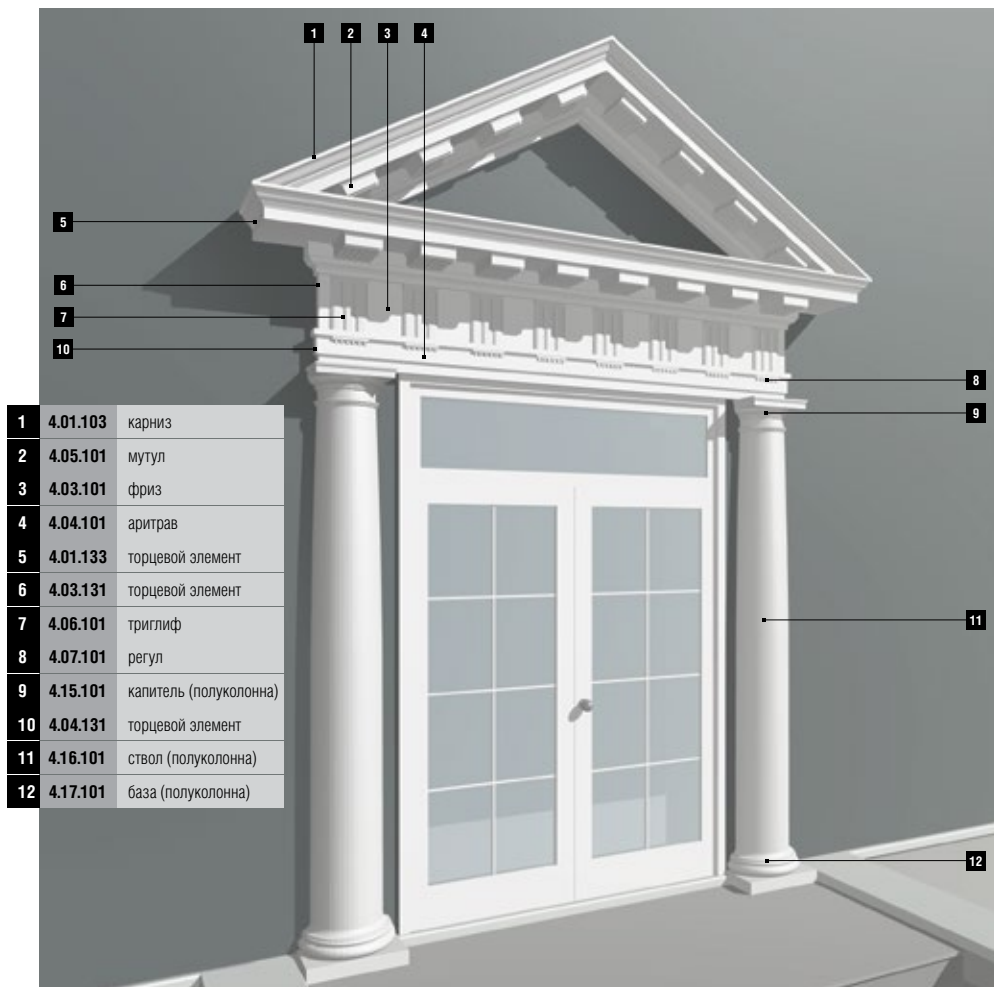 1 2 3 4
5
6
7
10
8
9
1 4.01.103 карниз
2 4.05.101 мутул
3 4.03.101 фриз
4 4.04.101 аритрав
5 4.01.133 торцевой элемент
6 4.03.131 торцевой элемент
7 4.06.101 триглиф
8 4.07.101 регул
9 4.15.101 капитель (полуколонна)
10 4.04.131 торцевой элемент
11 4.16.101 ствол (полуколонна)
12 4.17.101 база (полуколонна)
11
12